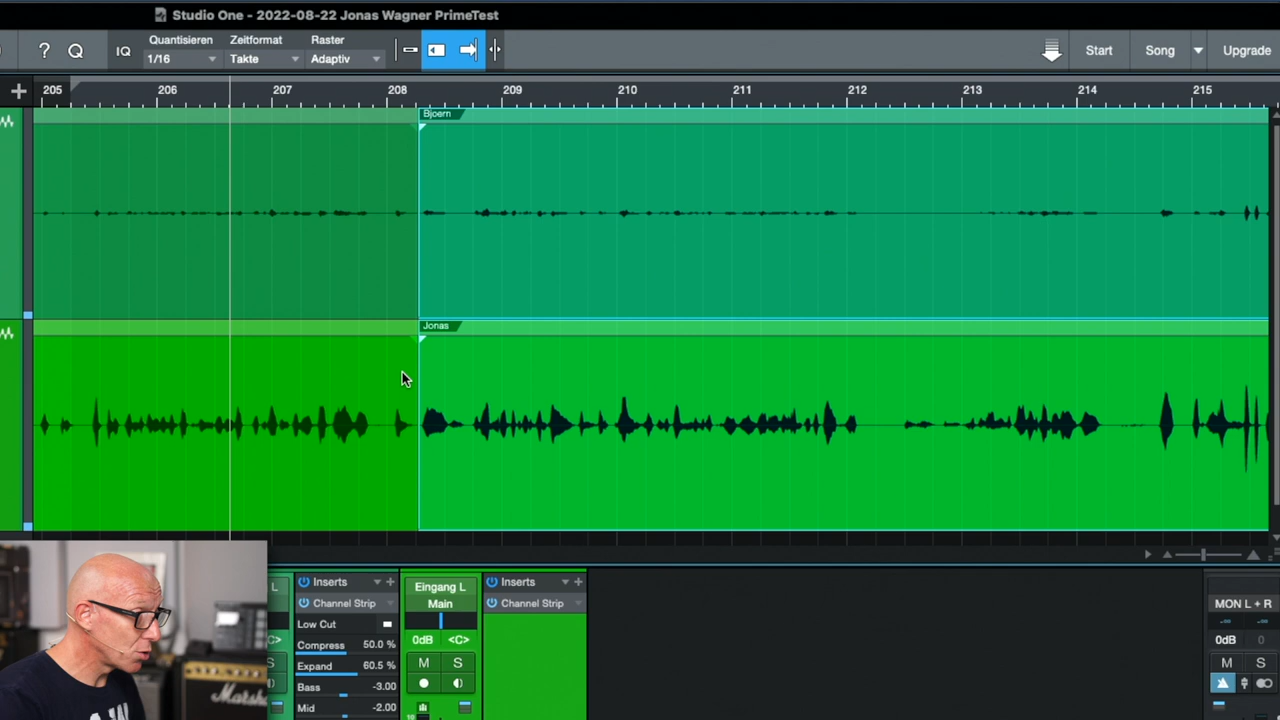 Studio One - 2022-08-22 Jonas Wagner PrimeTest
? Q IQ Quantisieren Zeitformat Raster Start Song Upgrade
1/16 Takte Adaptiv
205 206 207 208 209 210 211 212 213 214 215
Bjoern
Jonas
L Inserts Eingang L Inserts
Channel Strip Main Channel Strip MON L + R
Low Cut
Compress 50.0 % 0dB <C> 0dB 0
Expand 60.5 % M S M S
Bass -3.00
Mid -2.00
Marshall